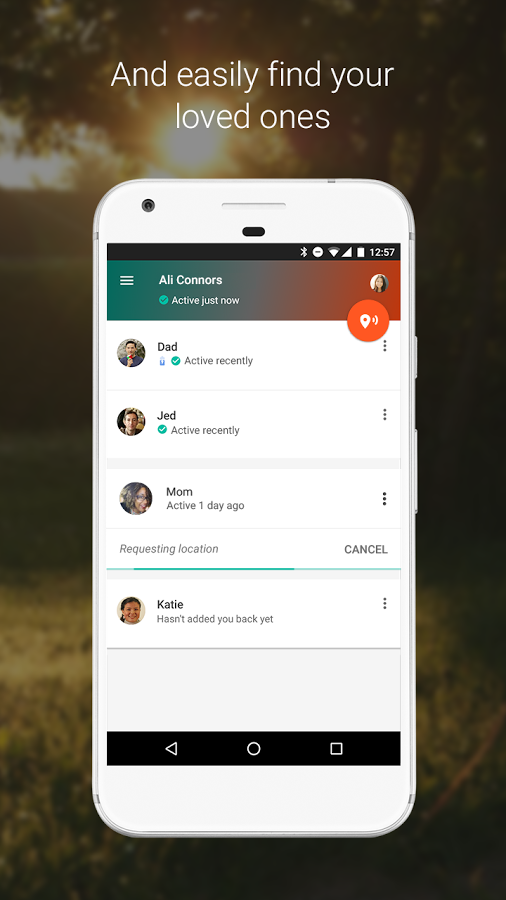 And easily find your
loved ones
12:57
Ali Connors
Active just now
Dad
Active recently
Jed
Active recently
Mom
Active 1 day ago
Requesting location
CANCEL
Katie
Hasn't added you back yet